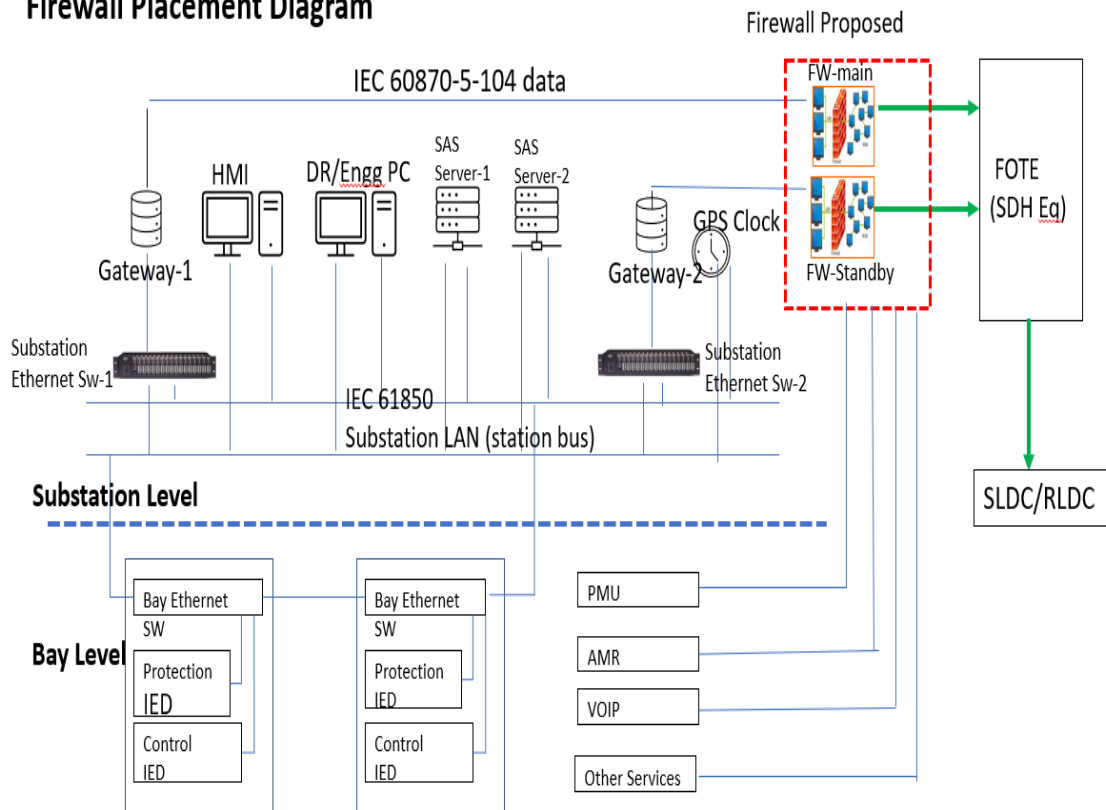 Firewall Placement Diagram
Firewall Proposed
IEC 60870-5-104 data
FW-main
HMI
DR/Engg PC
SAS
Server-1
SAS
Server-2
FOTE
(SDH Eq)
GPS Clock
Gateway-1
Gateway-2
FW-Standby
Substation
Ethernet Sw-1
Substation
Ethernet Sw-2
IEC 61850
Substation LAN (station bus)
SLDC/RLDC
Substation Level
Bay Ethernet
SW
Bay Ethernet
SW
PMU
Bay Level
Protection
IED
Protection
IED
AMR
VOIP
Control
IED
Control
IED
Other Services